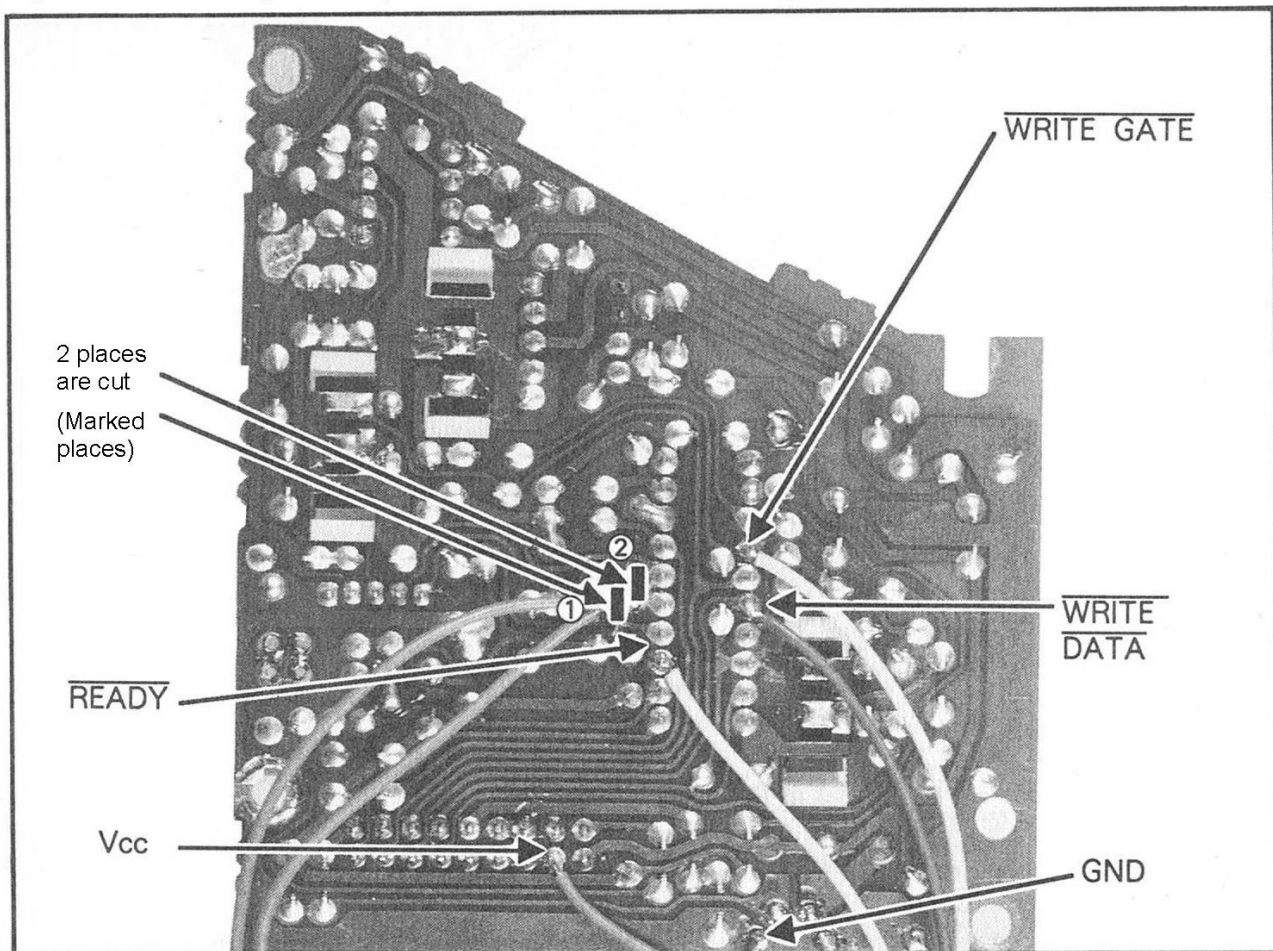 WRITE GATE
2 places
are cut
(Marked
places)
②
①
WRITE
DATA
READY
Vcc
GND